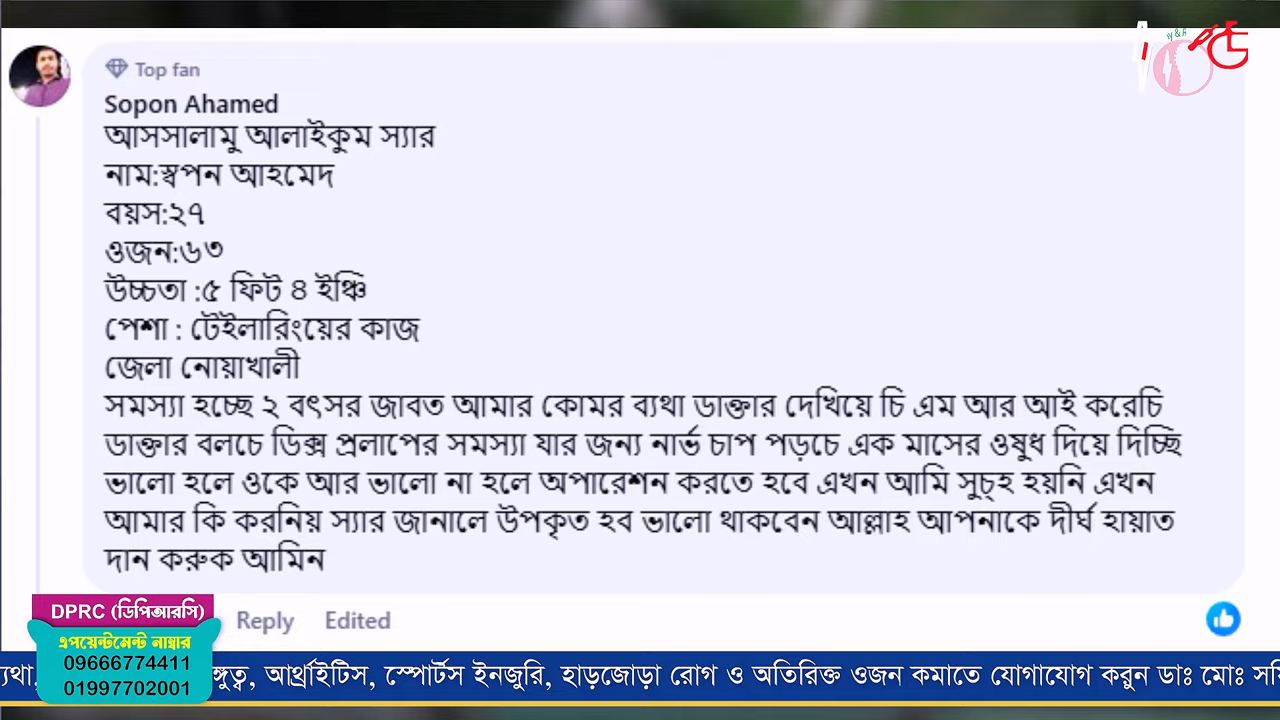 Top fan
Sopon Ahamed
আসসালামু আলাইকুম স্যার
নাম:স্বপন আহমেদ
বয়স:২৭
ওজন:৬৩
উচ্চতা :৫ ফিট ৪ ইঞ্চি
পেশা : টেইলারিংয়ের কাজ
জেলা নোয়াখালী
সমস্যা হচ্ছে ২ বৎসর জাবত আমার কোমর ব্যথা ডাক্তার দেখিয়ে চি এম আর আই করেচি
ডাক্তার বলচে ডিক্স প্রলাপের সমস্যা যার জন্য নার্ভ চাপ পড়চে এক মাসের ওষুধ দিয়ে দিচ্ছি
ভালো হলে ওকে আর ভালো না হলে অপারেশন করতে হবে এখন আমি সুচ্হ হয়নি এখন
আমার কি করনিয় স্যার জানালে উপকৃত হব ভালো থাকবেন আল্লাহ আপনাকে দীর্ঘ হায়াত
দান করুক আমিন
Reply Edited
DPRC (ডিপিআরসি)
এপয়েন্টমেন্ট নাম্বার
09666774411
01997702001
আর্থ্রাইটিস, স্পোর্টস ইনজুরি, হাড়জোড়া রোগ ও অতিরিক্ত ওজন কমাতে যোগাযোগ করুন ডাঃ মোঃ